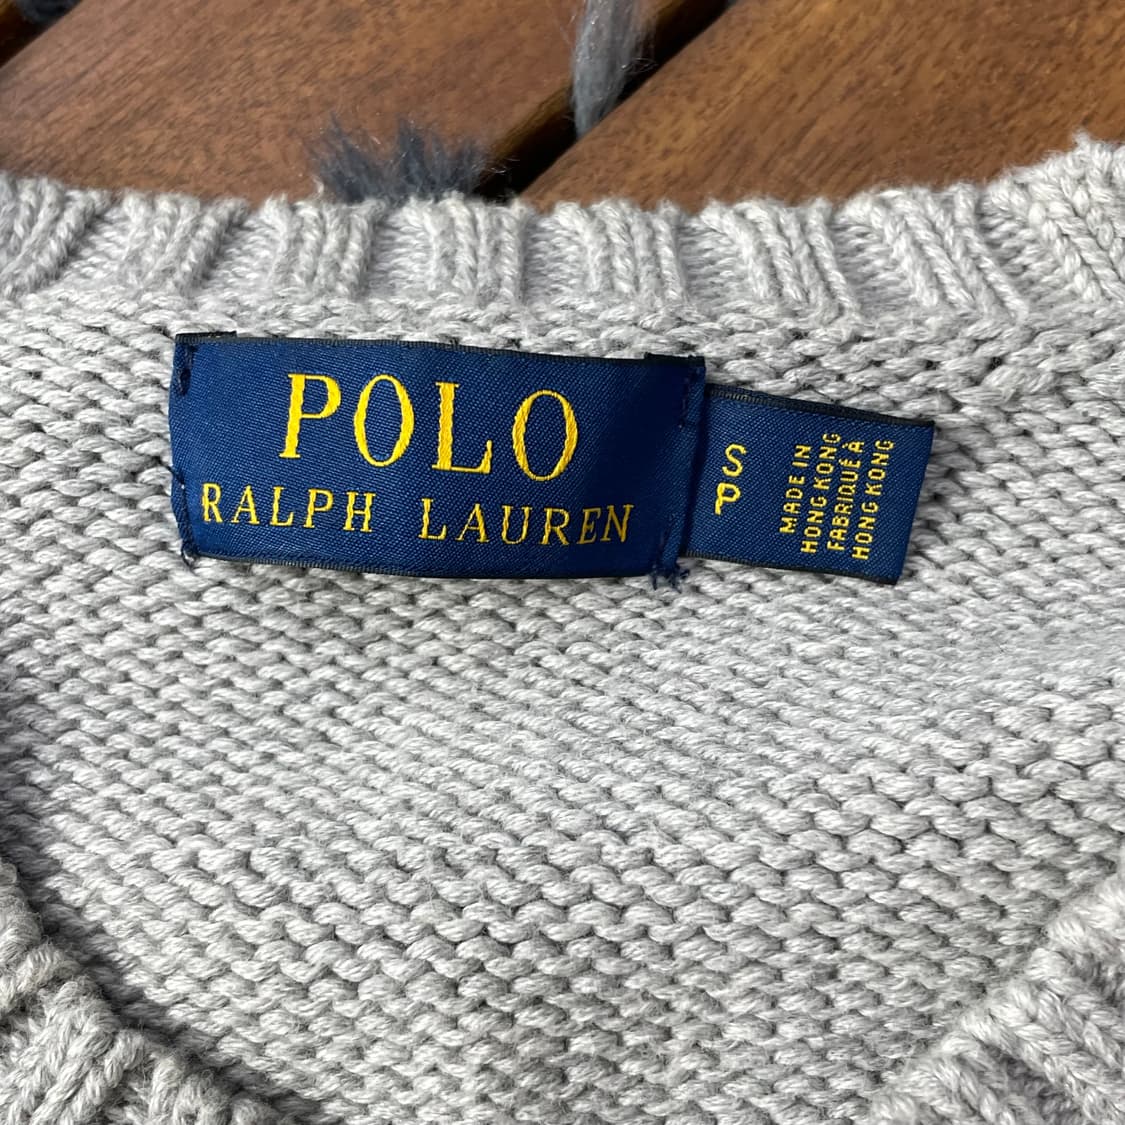 POLO
RALPH LAUREN
S
P
MADE IN
HONG KONG
FABRIQUÉ À
HONG KONG